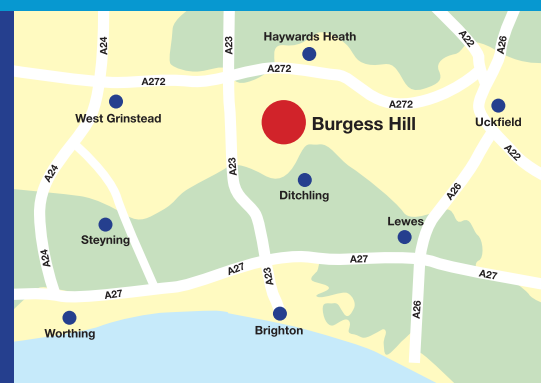 A24
A23
A22
A26
Haywards Heath
A272
A272
A272
West Grinstead
Burgess Hill
Uckfield
A22
A23
A24
Ditchling
A26
Lewes
Steyning
A24
A27
A27
A23
A27
A27
A26
Worthing
Brighton